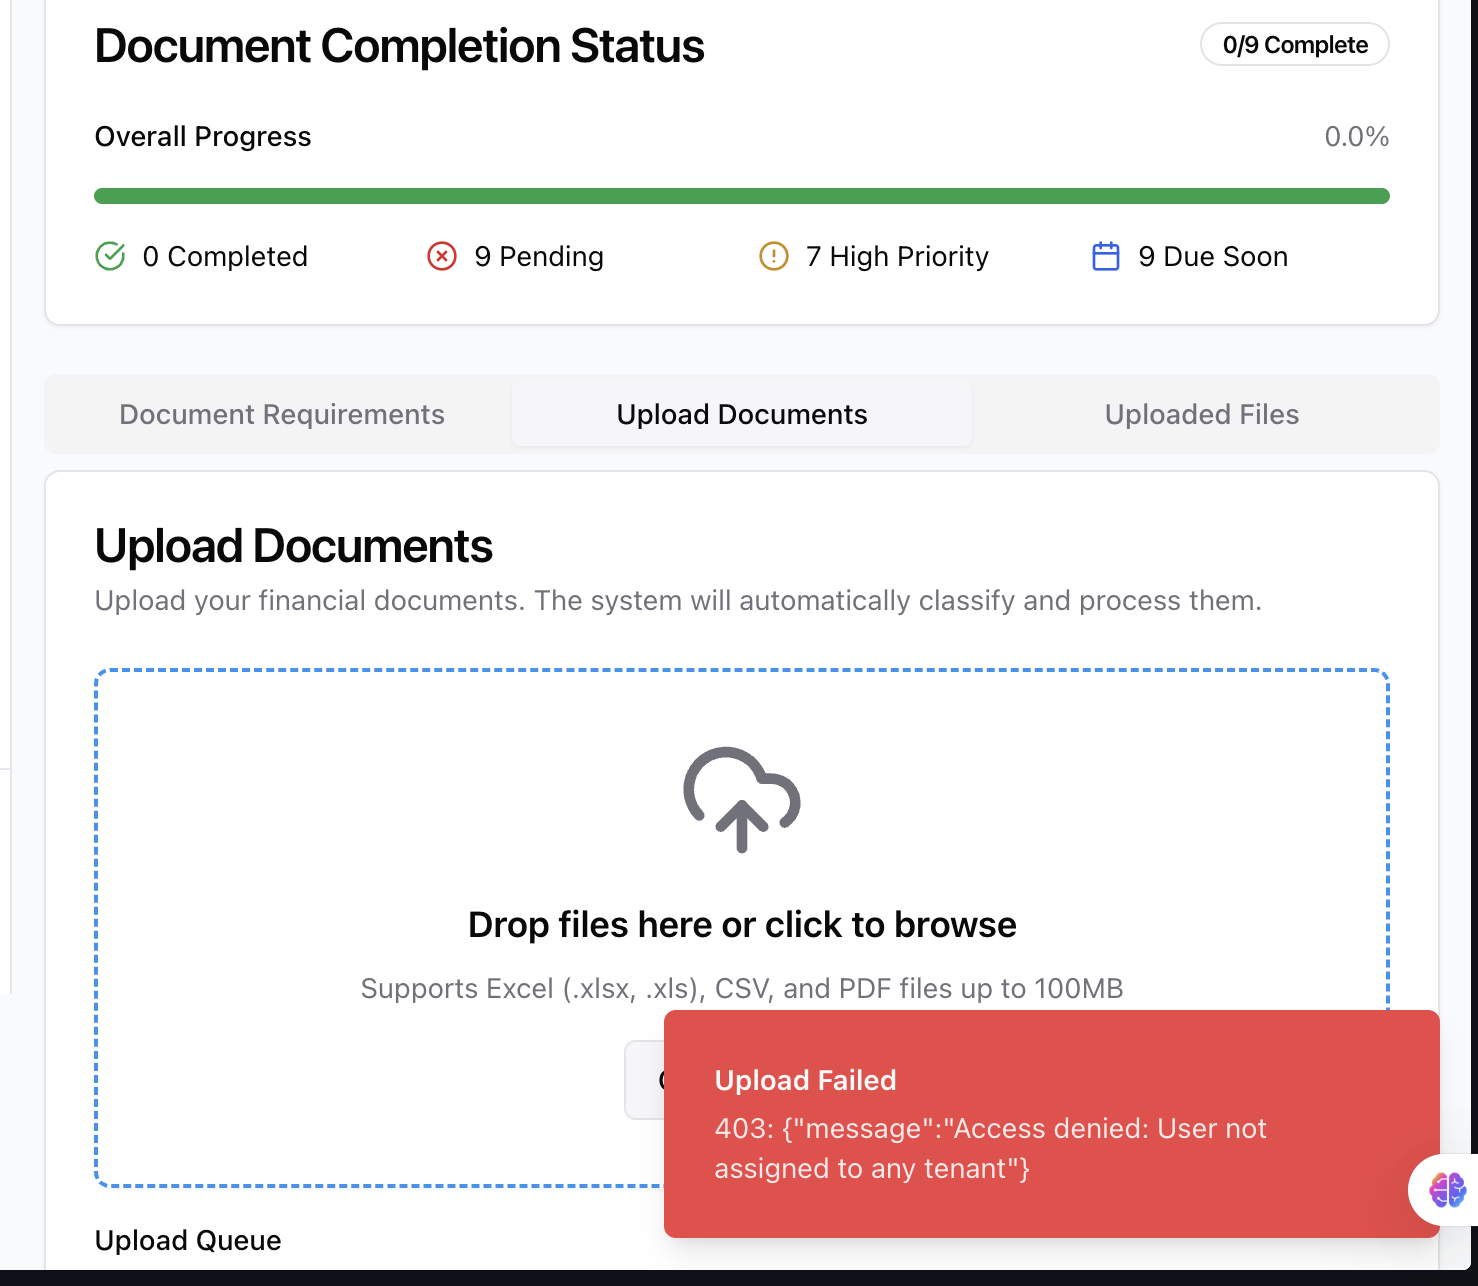 Document Completion Status
0/9 Complete
Overall Progress
0.0%
0 Completed
9 Pending
7 High Priority
9 Due Soon
Document Requirements
Upload Documents
Uploaded Files
Upload Documents
Upload your financial documents. The system will automatically classify and process them.
Drop files here or click to browse
Supports Excel (.xlsx, .xls), CSV, and PDF files up to 100MB
Upload Failed
403: {"message":"Access denied: User not
assigned to any tenant"}
Upload Queue